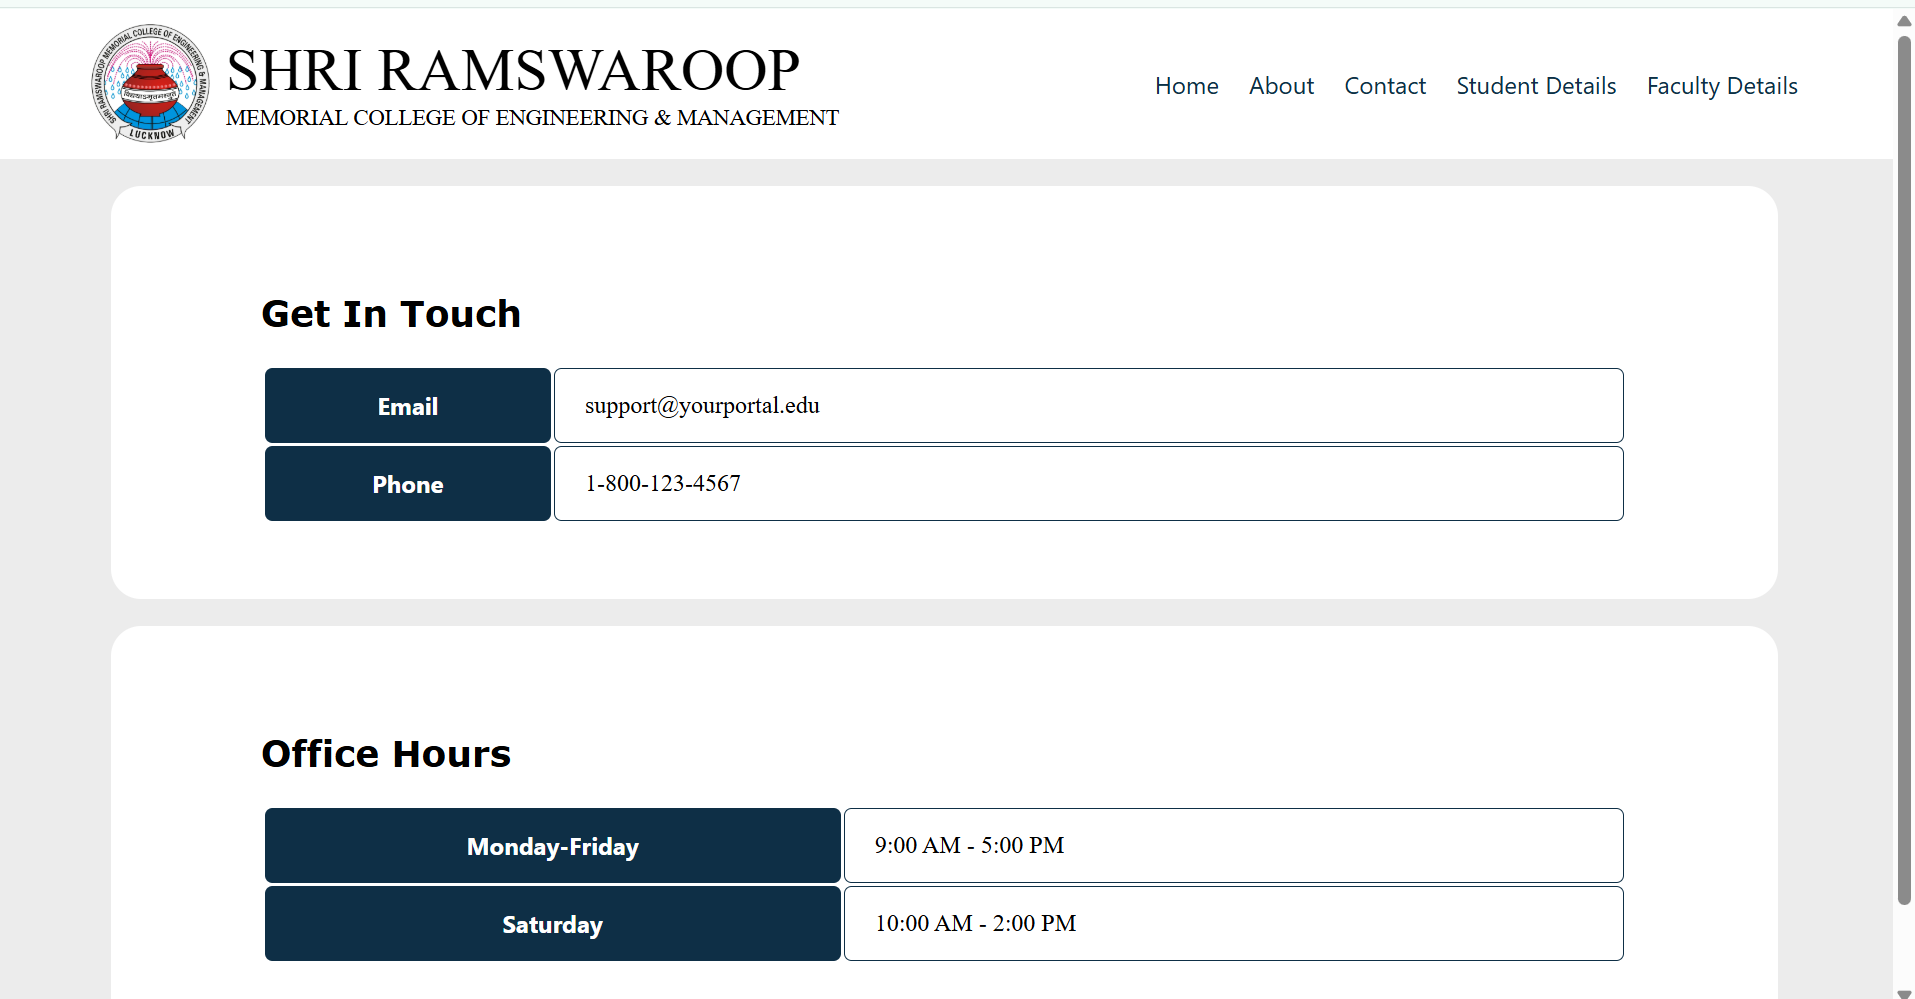 SHRI RAMSWAROOP MEMORIAL COLLEGE OF ENGINEERING & MANAGEMENT
LUCKNOW
SHRI RAMSWAROOP
MEMORIAL COLLEGE OF ENGINEERING & MANAGEMENT
Home About Contact Student Details Faculty Details
Get In Touch
Email support@yourportal.edu
Phone 1-800-123-4567
Office Hours
Monday-Friday 9:00 AM - 5:00 PM
Saturday 10:00 AM - 2:00 PM